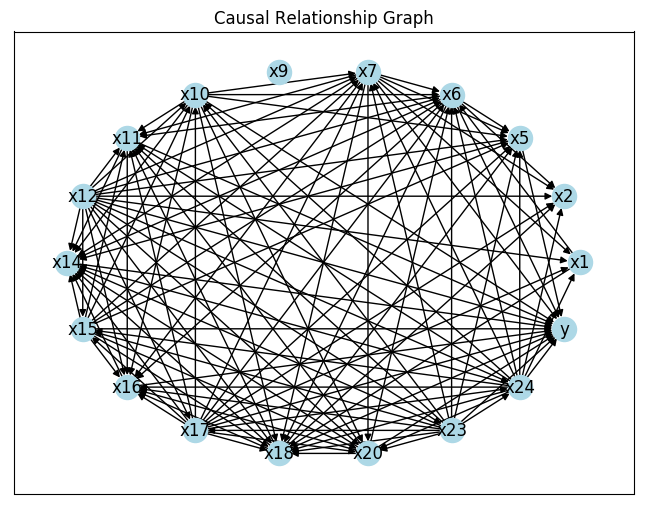 Causal Relationship Graph
x9 x7
x10 x6
x11 x5
x12 x2
x14 x1
x15 y
x16 x24
x17 x23
x18 x20